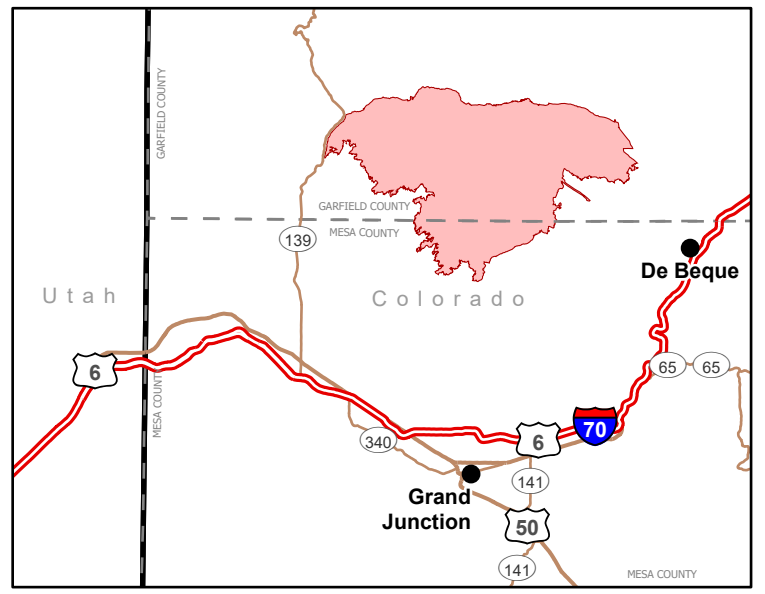 GARFIELD COUNTY
GARFIELD COUNTY
MESA COUNTY
139
De Beque
Utah
Colorado
6
MESA COUNTY
65
65
70
340
6
141
Grand
Junction
50
141
MESA COUNTY